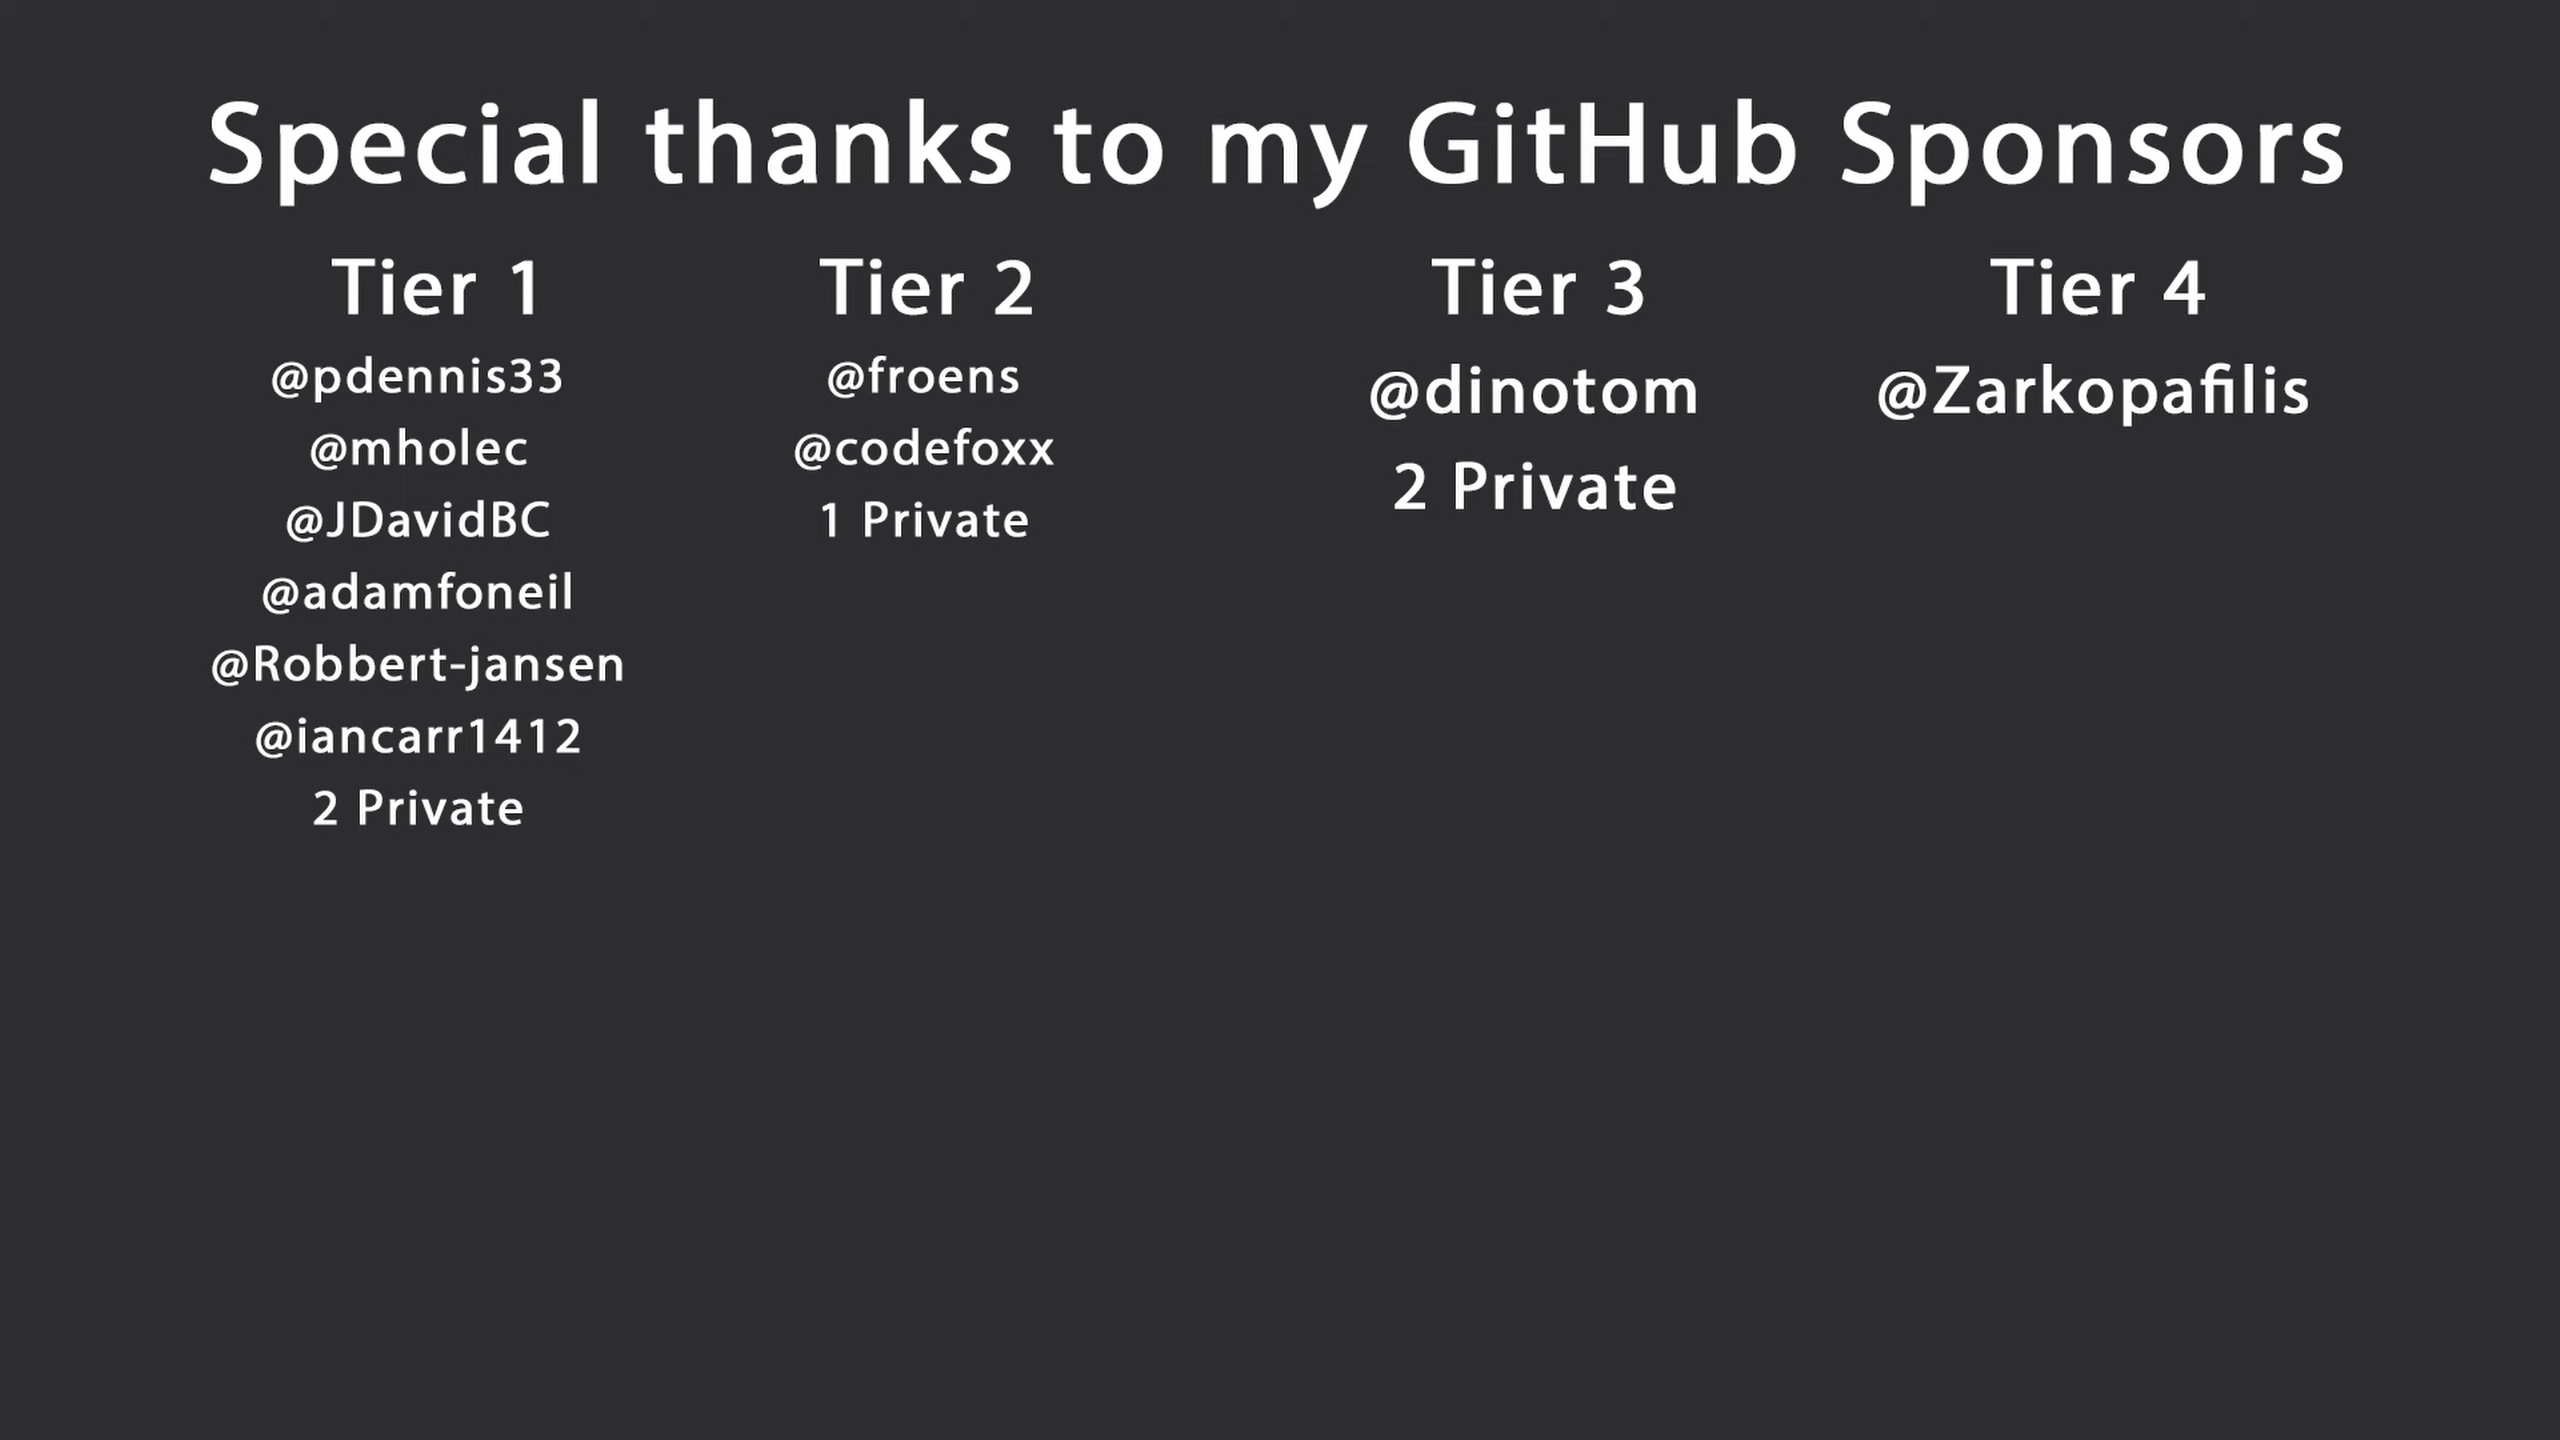 Special thanks to my GitHub Sponsors
Tier 1
@pdennis33
@mholec
@JDavidBC
@adamfoneil
@Robbert-jansen
@iancarr1412
2 Private
Tier 2
@froens
@codefoxx
1 Private
Tier 3
@dinotom
2 Private
Tier 4
@Zarkopafilis